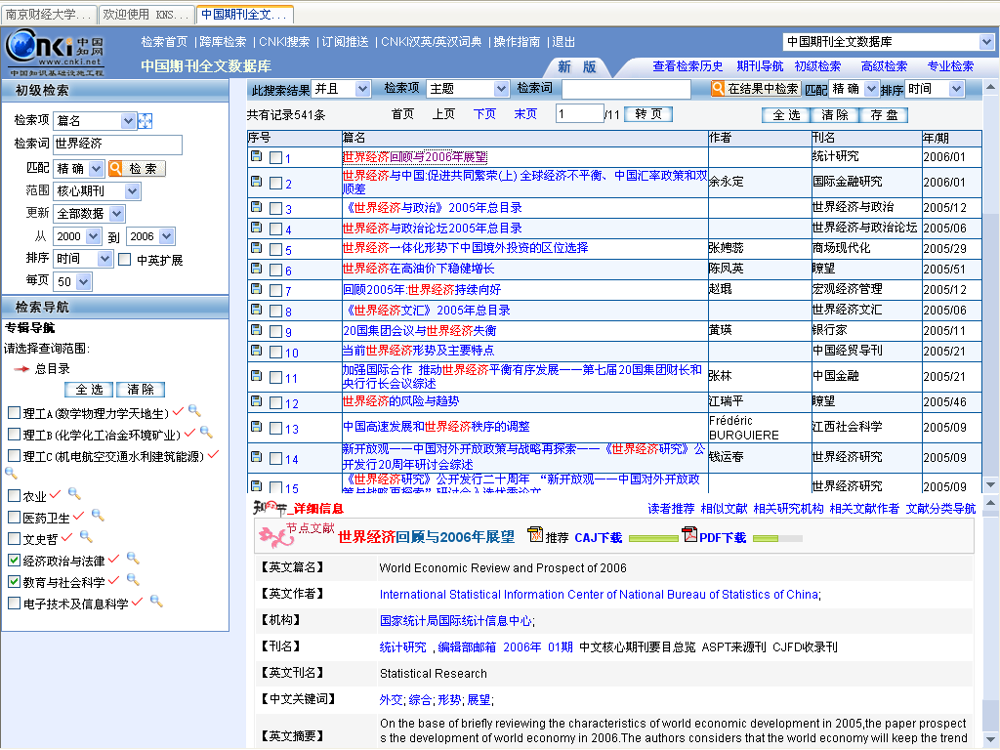 南京财经大学...
欢迎使用 KNS...
中国期刊全文...
Cnki 中国知网
www.cnki.net
中国知识基础设施工程
检索首页 |跨库检索 |CNKI搜索 |订阅推送 |CNKI汉英/英汉词典 |操作指南 |退出
中国期刊全文数据库
中国期刊全文数据库
新 版
查看检索历史 期刊导航 初级检索 高级检索 专业检索
初级检索
检索项 篇名
检索词 世界经济
匹配 精 确 检 索
范围 核心期刊
更新 全部数据
从 2000 到 2006
排序 时间 中英扩展
每页 50
检索导航
专辑导航
请选择查询范围:
总目录
全 选 清 除
理工A(数学物理力学天地生)
理工B(化学化工冶金环境矿业)
理工C(机电航空交通水利建筑能源)
农业
医药卫生
文史哲
经济政治与法律
教育与社会科学
电子技术及信息科学
此搜索结果 并且 检索项 主题 检索词 在结果中检索 匹配 精 确 排序 时间
共有记录541条 首页 上页 下页 末页 1 /11 转 页 全 选 清 除 存 盘
序号 篇名 作者 刊名 年/期
1 世界经济回顾与2006年展望 统计研究 2006/01
2 世界经济与中国:促进共同繁荣(上) 全球经济不平衡、中国汇率政策和双顺差 余永定 国际金融研究 2006/01
3 《世界经济与政治》2005年总目录 世界经济与政治 2005/12
4 世界经济与政治论坛2005年总目录 世界经济与政治论坛 2005/06
5 世界经济一体化形势下中国境外投资的区位选择 张娉蕊 商场现代化 2005/29
6 世界经济在高油价下稳健增长 陈凤英 瞭望 2005/51
7 回顾2005年:世界经济持续向好 赵琨 宏观经济管理 2005/12
8 《世界经济文汇》2005年总目录 世界经济文汇 2005/06
9 20国集团会议与世界经济失衡 黄瑛 银行家 2005/11
10 当前世界经济形势及主要特点 中国经贸导刊 2005/21
11 加强国际合作 推动世界经济平衡有序发展——第七届20国集团财长和央行行长会议综述 张林 中国金融 2005/21
12 世界经济的风险与趋势 江瑞平 瞭望 2005/46
13 中国高速发展和世界经济秩序的调整 Frédéric BURGUIERE 江西社会科学 2005/09
14 新开放观——中国对外开放政策与战略再探索——《世界经济研究》公开发行20周年研讨会综述 钱运春 世界经济研究 2005/09
15 《世界经济研究》公开发行二十周年 “新开放观——中国对外开放政策与战略再探索”研讨会入选优秀论文 世界经济研究 2005/09
知网节_详细信息 读者推荐 相似文献 相关研究机构 相关文献作者 文献分类导航
节点文献 世界经济回顾与2006年展望 推荐 CAJ下载 PDF下载
【英文篇名】 World Economic Review and Prospect of 2006
【英文作者】 International Statistical Information Center of National Bureau of Statistics of China;
【机构】 国家统计局国际统计信息中心;
【刊名】 统计研究 , 编辑部邮箱 2006年 01期 中文核心期刊要目总览 ASPT来源刊 CJFD收录刊
【英文刊名】 Statistical Research
【中文关键词】 外交; 综合; 形势; 展望;
【英文摘要】 On the base of briefly reviewing the characteristics of world economic development in 2005,the paper prospect
s the development of world economy in 2006.The authors considers that the world economy will keep the trend